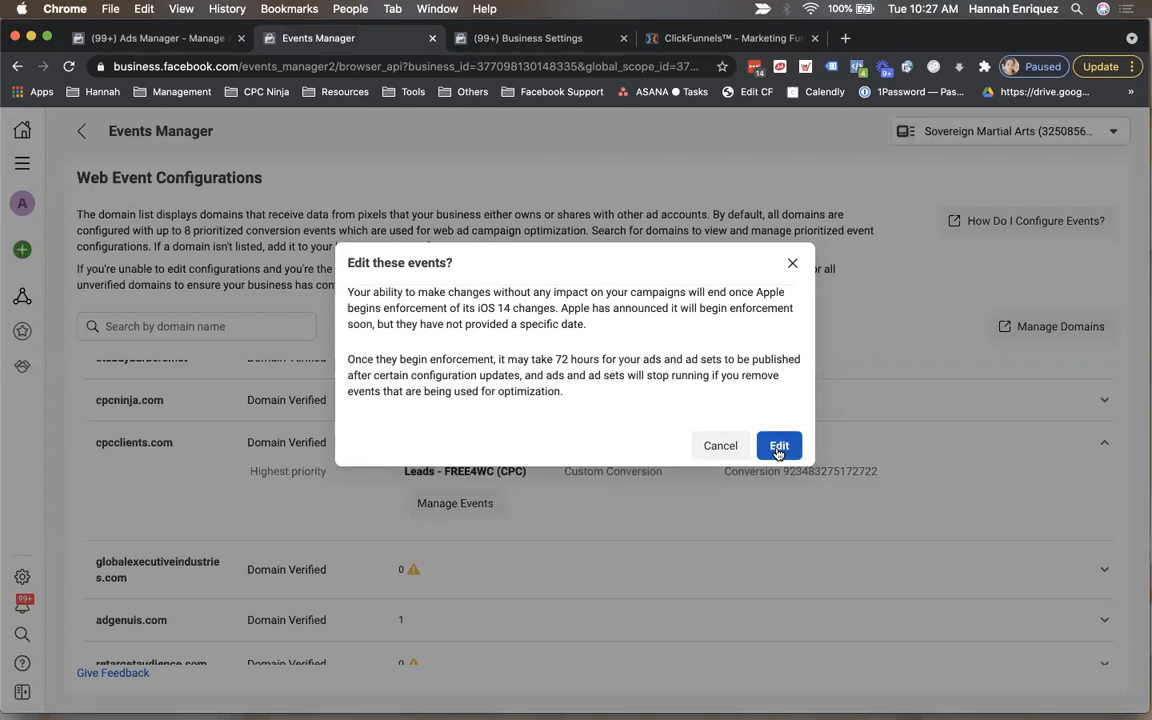 Chrome File Edit View History Bookmarks People Tab Window Help 100% Tue 10:27 AM Hannah Enriquez
(99+) Ads Manager - Manage A Events Manager (99+) Business Settings ClickFunnels™ - Marketing Fun
business.facebook.com/events_manager2/browser_api?business_id=377098130148335&global_scope_id=37... 14 4 9+ Paused Update
Apps Hannah Management CPC Ninja Resources Tools Others Facebook Support ASANA Tasks Edit CF Calendly 1Password — Pas... https://drive.goog... »
Events Manager
Sovereign Martial Arts (3250856...
Web Event Configurations
A
The domain list displays domains that receive data from pixels that your business either owns or shares with other ad accounts. By default, all domains are
configured with up to 8 prioritized conversion events which are used for web ad campaign optimization. Search for domains to view and manage prioritized event
configurations. If a domain isn't listed, add it to your
How Do I Configure Events?
If you're unable to edit configurations and you're the or all
unverified domains to ensure your business has con
Edit these events?
Your ability to make changes without any impact on your campaigns will end once Apple
begins enforcement of its iOS 14 changes. Apple has announced it will begin enforcement
soon, but they have not provided a specific date.
Once they begin enforcement, it may take 72 hours for your ads and ad sets to be published
after certain configuration updates, and ads and ad sets will stop running if you remove
events that are being used for optimization.
Cancel Edit
Search by domain name
Manage Domains
cpcninja.com Domain Verified
cpcclients.com Domain Verified
Highest priority Leads - FREE4WC (CPC) Custom Conversion Conversion 923483275172722
Manage Events
globalexecutiveindustrie
s.com Domain Verified 0
adgenuis.com Domain Verified 1
retargetaudience.com Domain Verified 0
99+
Give Feedback